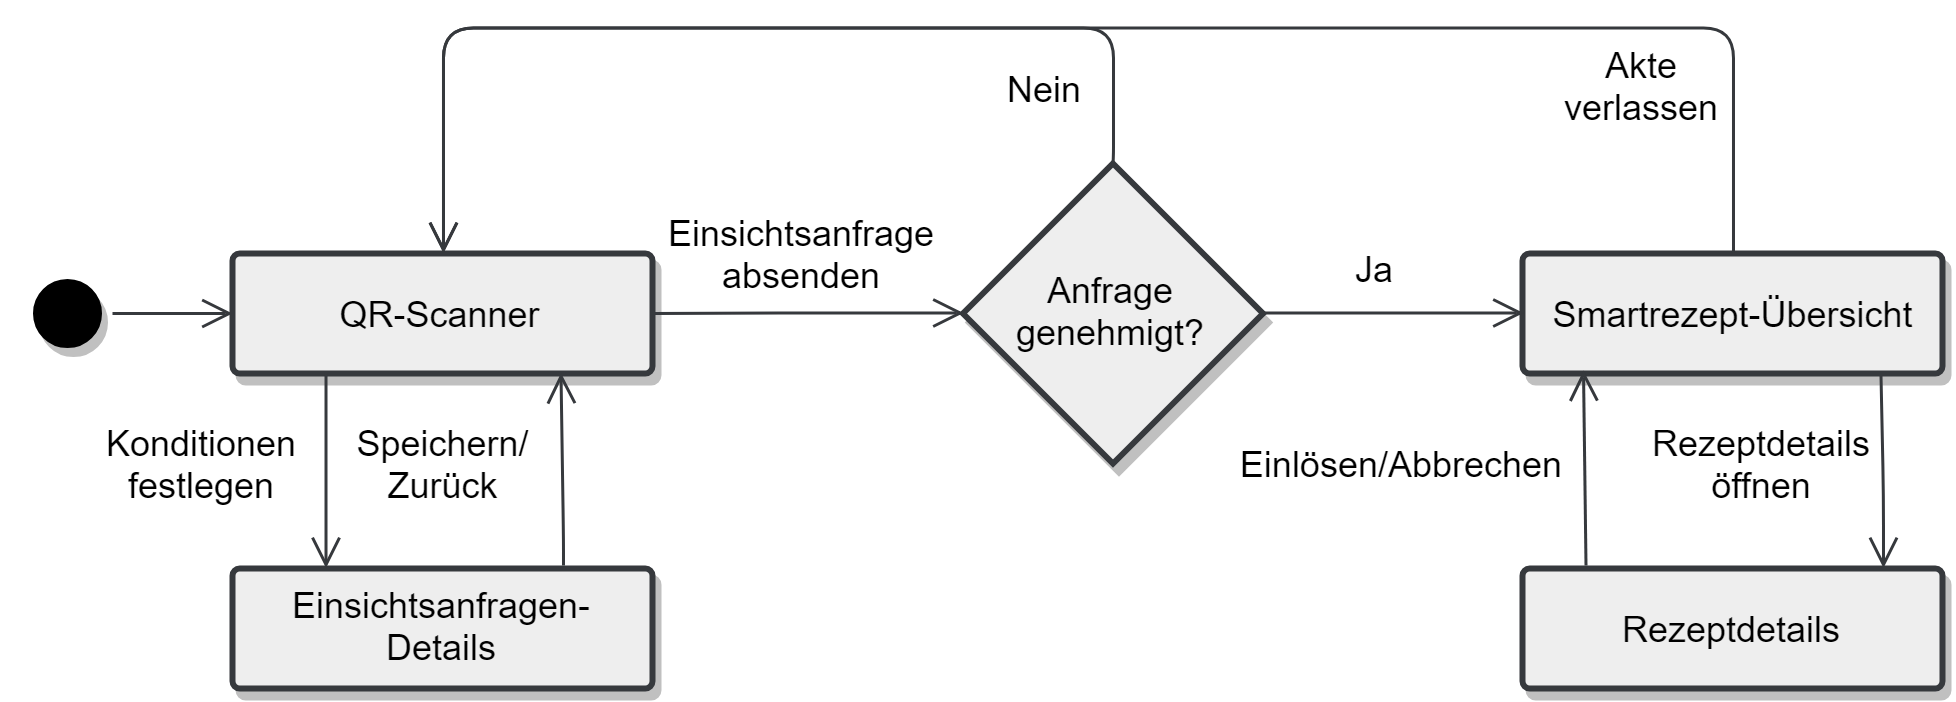 Nein
Akte
verlassen
Einsichtsanfrage
absenden
Ja
QR-Scanner
Anfrage
genehmigt?
Smartrezept-Übersicht
Konditionen
festlegen
Speichern/
Zurück
Einlösen/Abbrechen
Rezeptdetails
öffnen
Einsichtsanfragen-
Details
Rezeptdetails